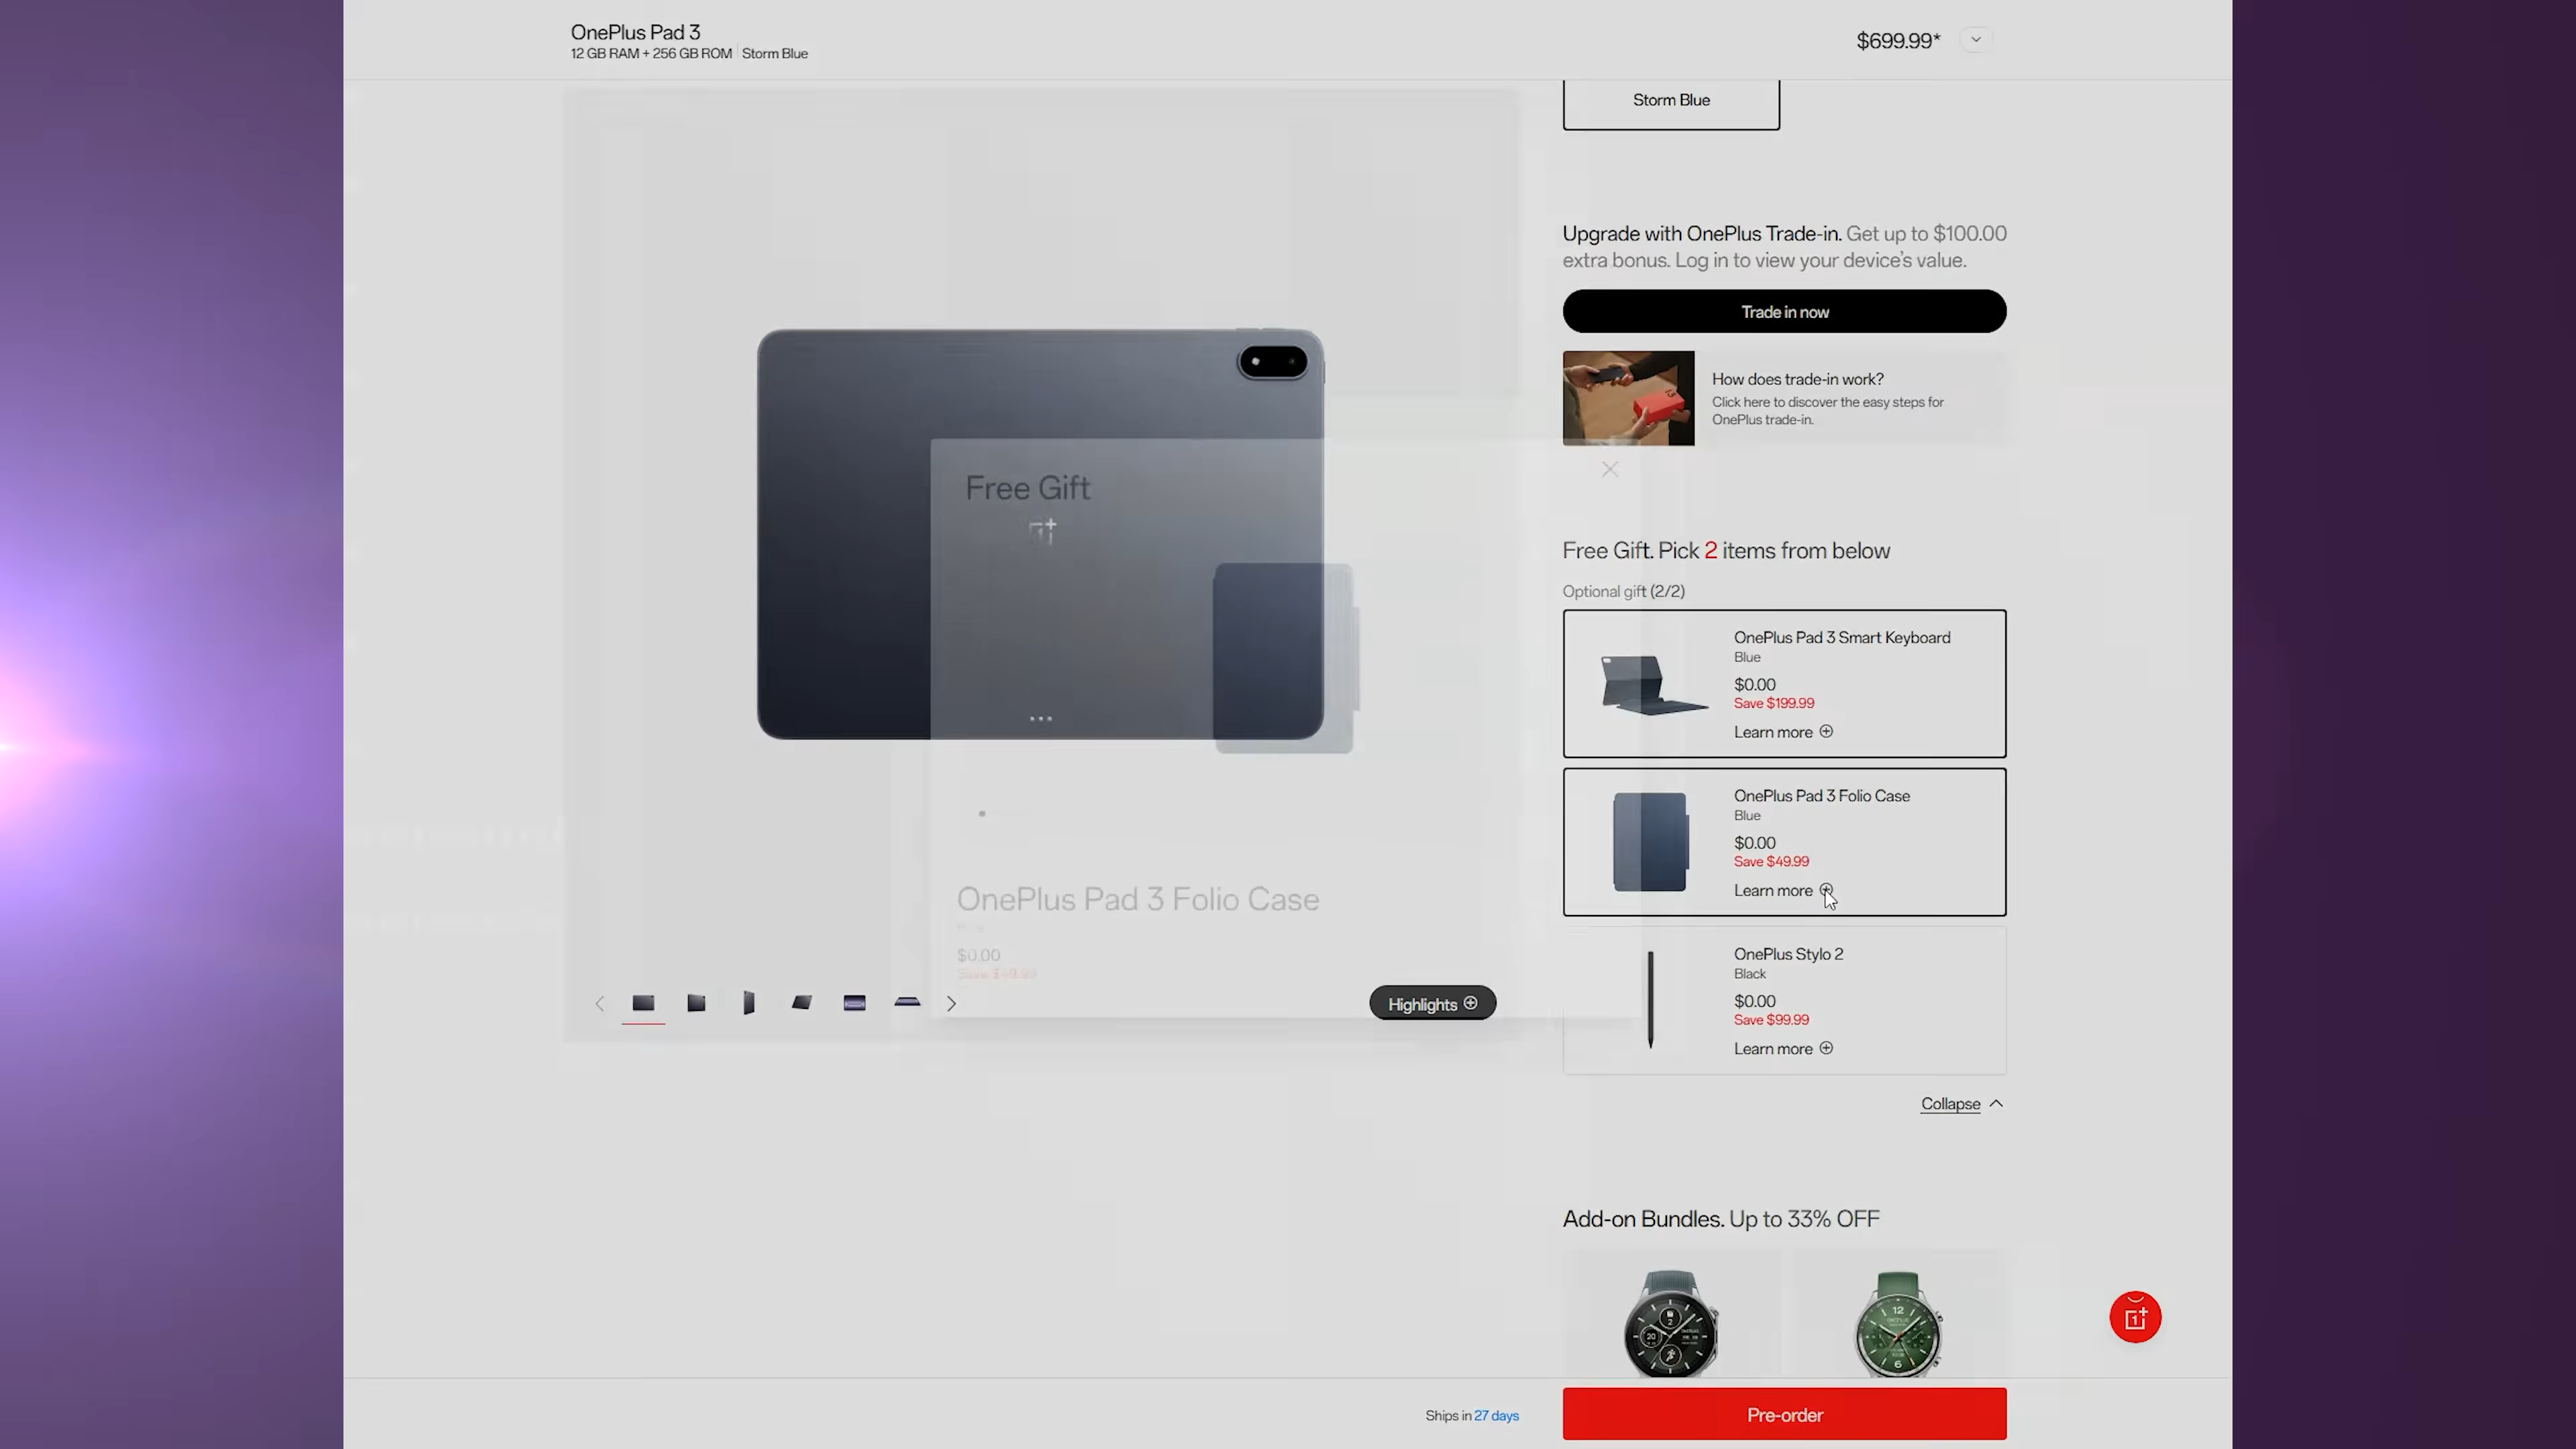 OnePlus Pad 3
12 GB RAM + 256 GB ROM | Storm Blue
$699.99*
Storm Blue
Upgrade with OnePlus Trade-in. Get up to $100.00
extra bonus. Log in to view your device's value.
Trade in now
How does trade-in work?
Click here to discover the easy steps for
OnePlus trade-in.
Free Gift
Free Gift. Pick 2 items from below
Optional gift (2/2)
OnePlus Pad 3 Smart Keyboard
Blue
$0.00
Save $199.99
Learn more
OnePlus Pad 3 Folio Case
Blue
$0.00
Save $49.99
Learn more
OnePlus Pad 3 Folio Case
$0.00
Save $49.99
Highlights
OnePlus Stylo 2
Black
$0.00
Save $99.99
Learn more
Collapse
Add-on Bundles. Up to 33% OFF
Ships in 27 days
Pre-order